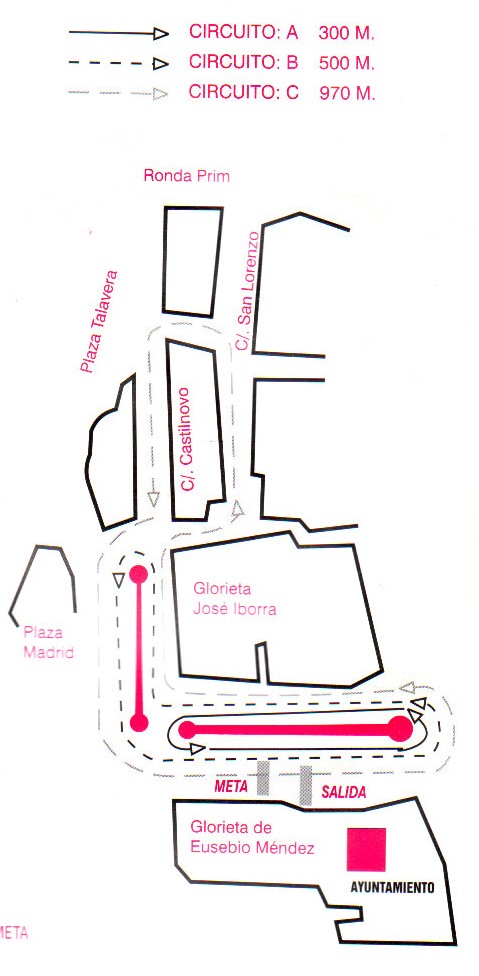 CIRCUITO: A 300 M.
CIRCUITO: B 500 M.
CIRCUITO: C 970 M.
Ronda Prim
C/. San Lorenzo
Plaza Talavera
C/. Castilnovo
Glorieta
José Iborra
Plaza
Madrid
META
SALIDA
Glorieta de
Eusebio Méndez
AYUNTAMIENTO
META